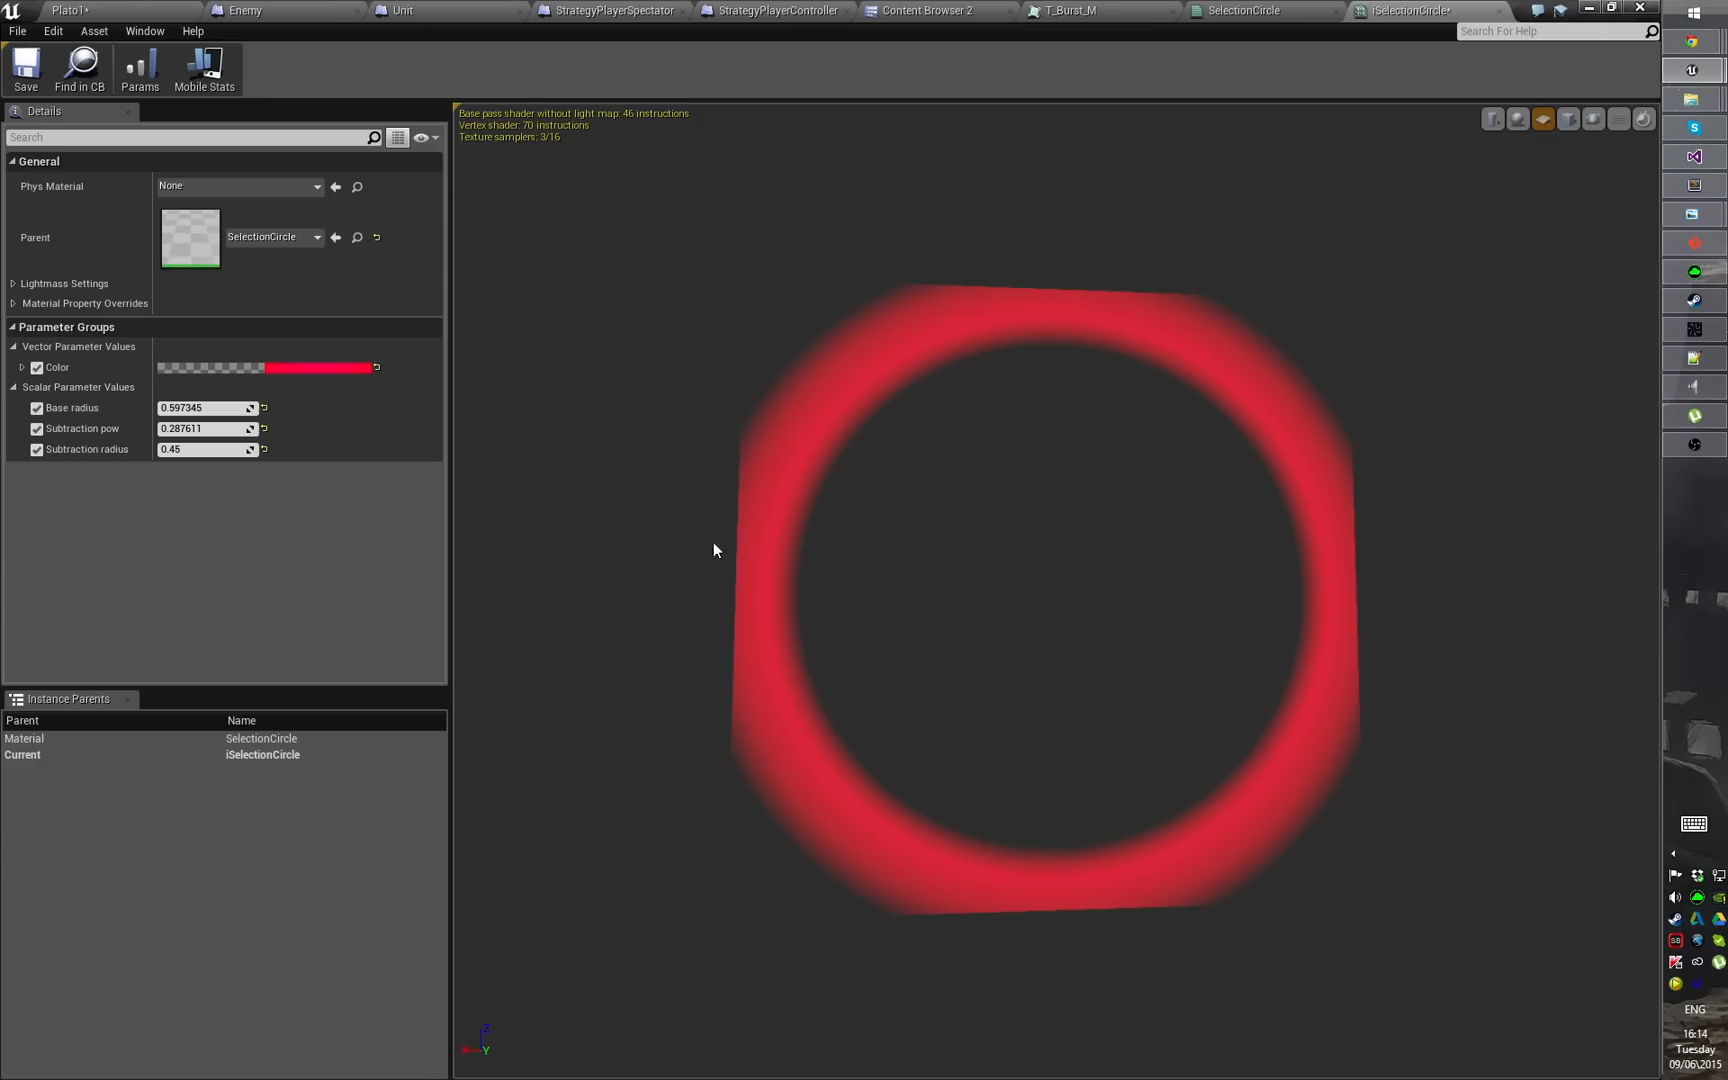 Plato1*
Enemy
Unit
StrategyPlayerSpectator
StrategyPlayerController
Content Browser 2
T_Burst_M
SelectionCircle
iSelectionCircle*
File Edit Asset Window Help
Search For Help
Save
Find in CB
Params
Mobile Stats
Details
Search
General
Phys Material
None
Parent
SelectionCircle
Lightmass Settings
Material Property Overrides
Parameter Groups
Vector Parameter Values
Color
Scalar Parameter Values
Base radius 0.597345
Subtraction pow 0.287611
Subtraction radius 0.45
Instance Parents
Parent Name
Material SelectionCircle
Current iSelectionCircle
Base pass shader without light map: 46 instructions
Vertex shader: 70 instructions
Texture samplers: 3/16
Z
X
Y
SB
ENG
16:14
Tuesday
09/06\2015